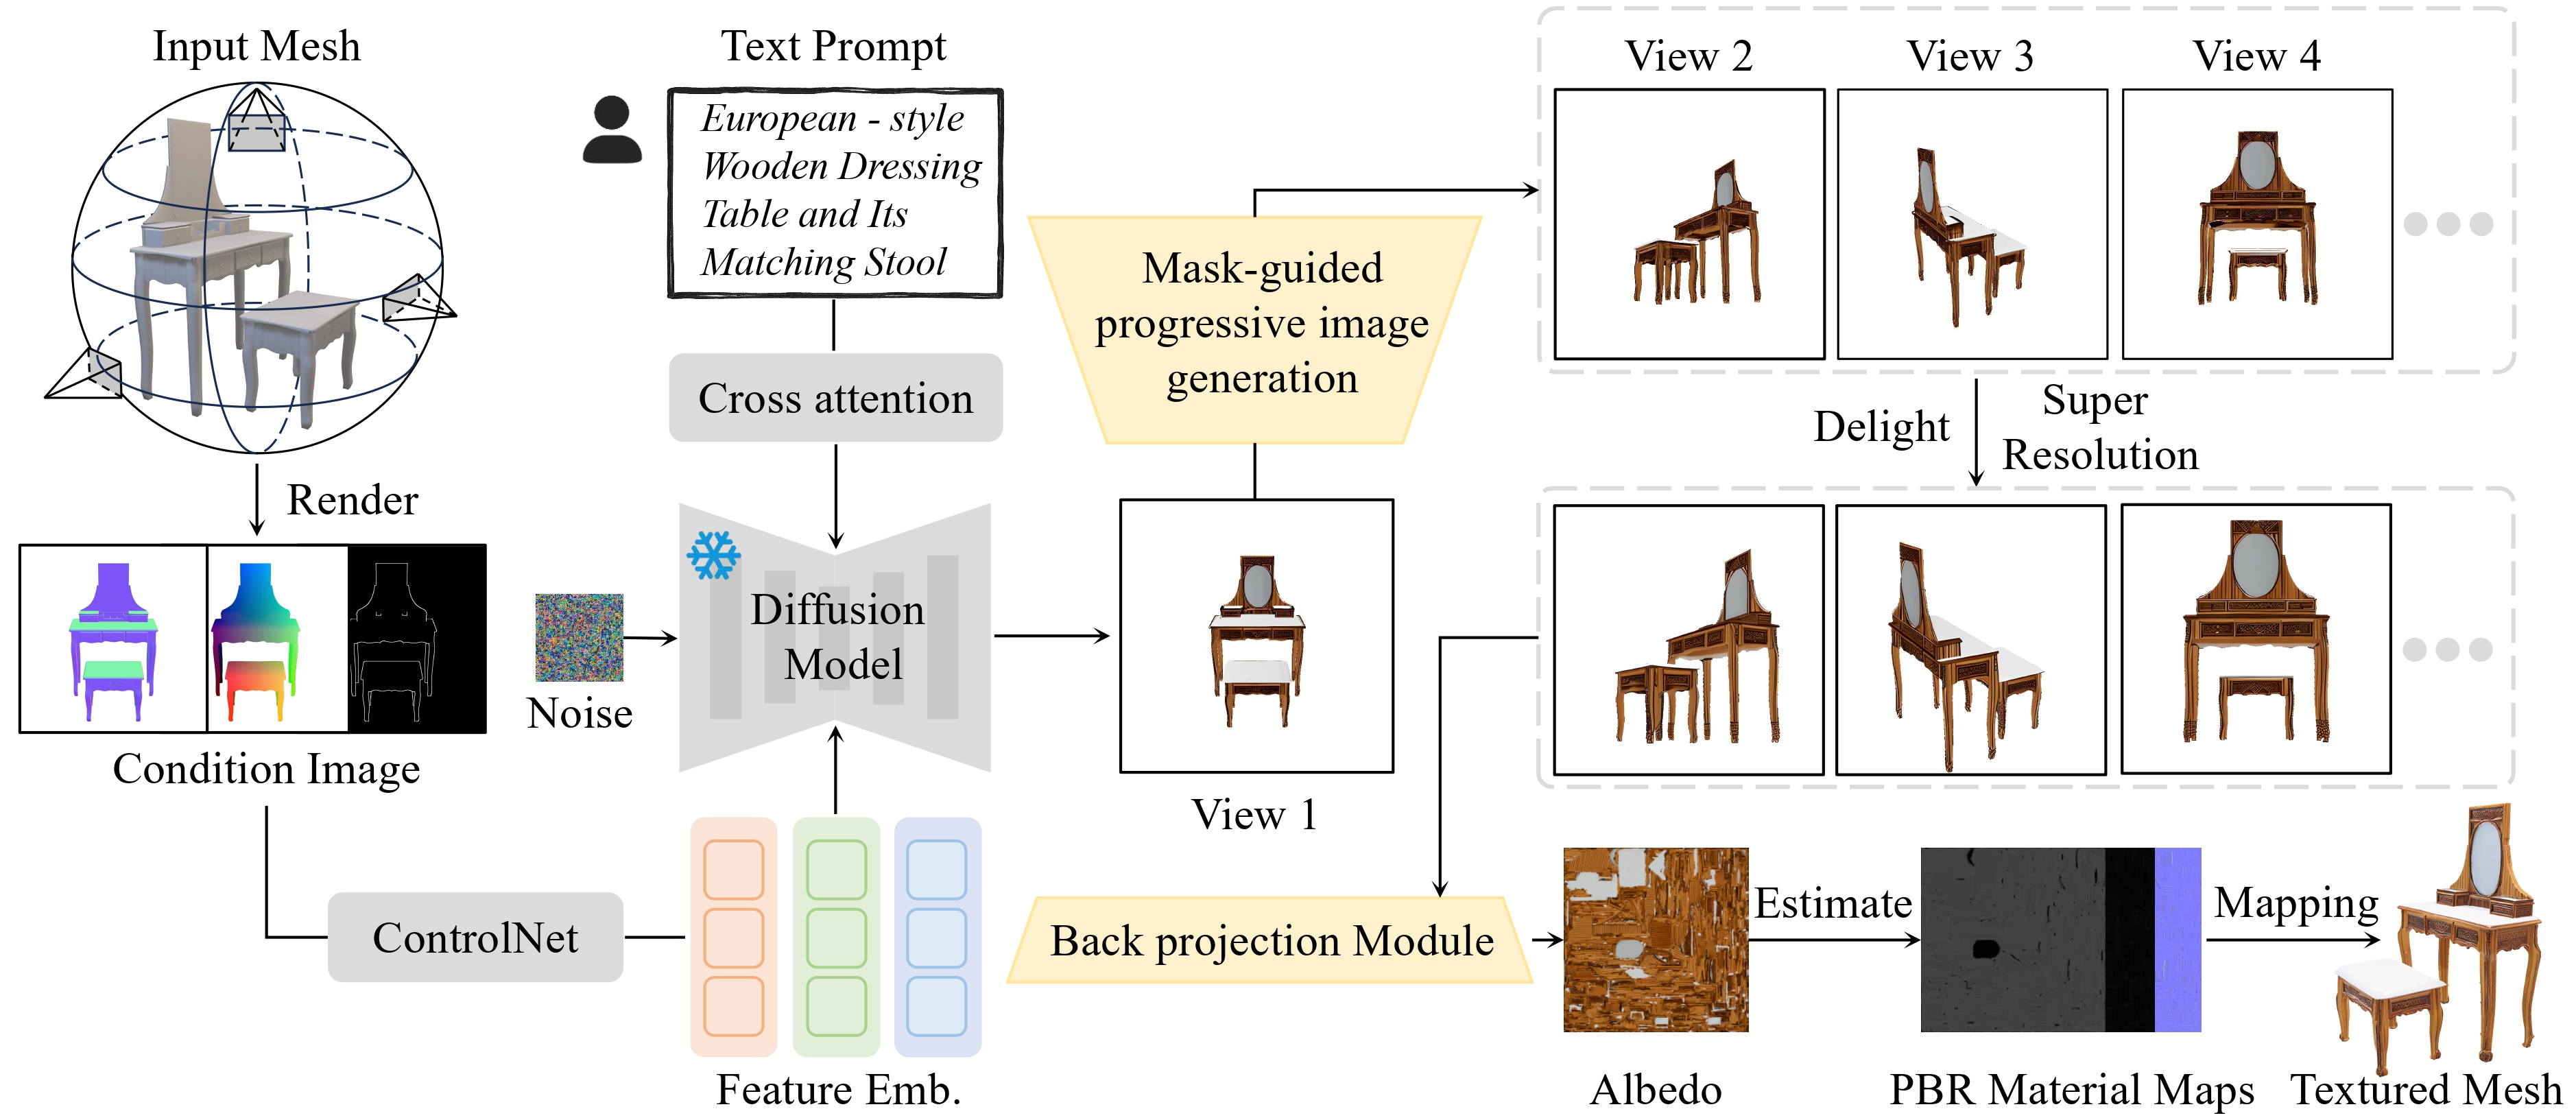 Input Mesh
Text Prompt
European - style
Wooden Dressing
Table and Its
Matching Stool
Cross attention
Render
Condition Image
ControlNet
Noise
Diffusion
Model
Feature Emb.
Mask-guided
progressive image
generation
View 1
View 2
View 3
View 4
Delight
Super
Resolution
Back projection Module
Albedo
Estimate
PBR Material Maps
Mapping
Textured Mesh